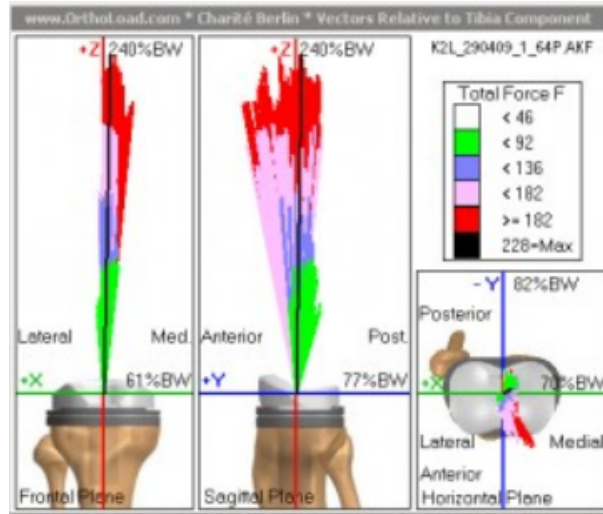 www.OrthoLoad.com * Charité Berlin * Vectors Relative to Tibia Component
+Z 240%BW
Lateral Med.
+X 61%BW
Frontal Plane
+Z 240%BW
Anterior Post.
+Y 77%BW
Sagittal Plane
K2L_290409_1_64P.AKF
Total Force F
< 46
< 92
< 136
< 182
>= 182
228=Max
-Y 82%BW
Posterior
+X 70%BW
Lateral Medial
Anterior
Horizontal Plane